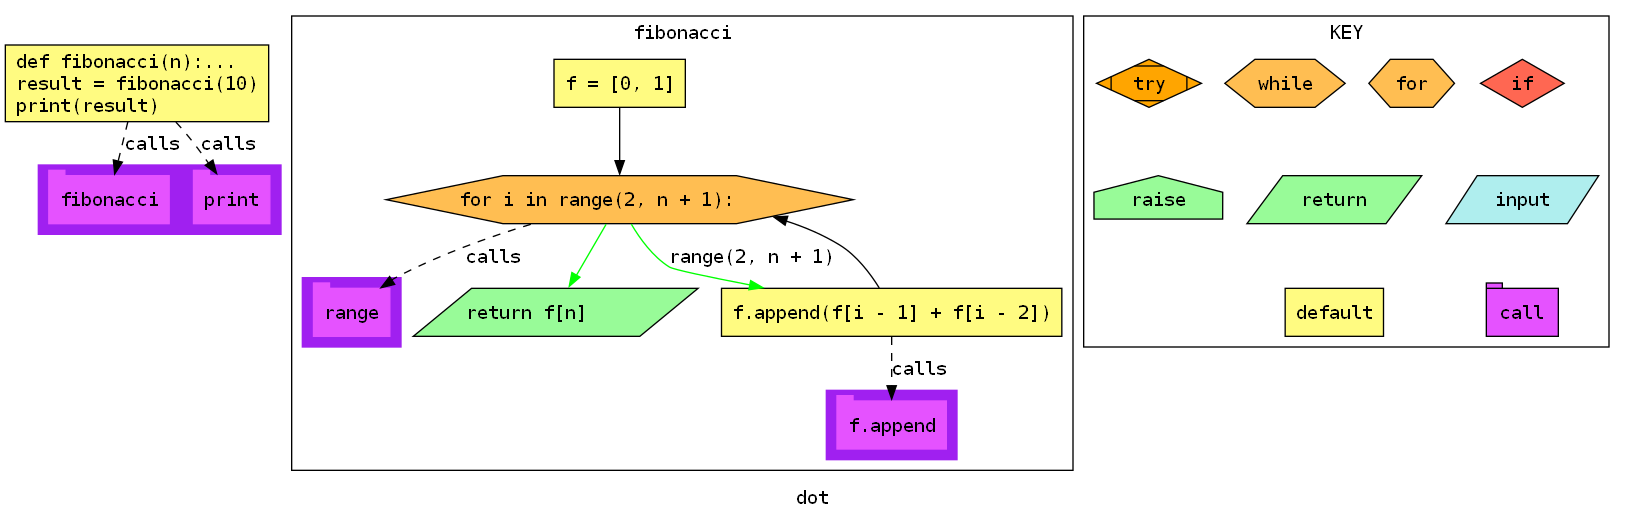 def fibonacci(n):...
result = fibonacci(10)
print(result)
calls
calls
fibonacci
print
fibonacci
f = [0, 1]
for i in range(2, n + 1):
calls
range(2, n + 1)
range
return f[n]
f.append(f[i - 1] + f[i - 2])
calls
f.append
KEY
try
while
for
if
raise
return
input
default
call
dot